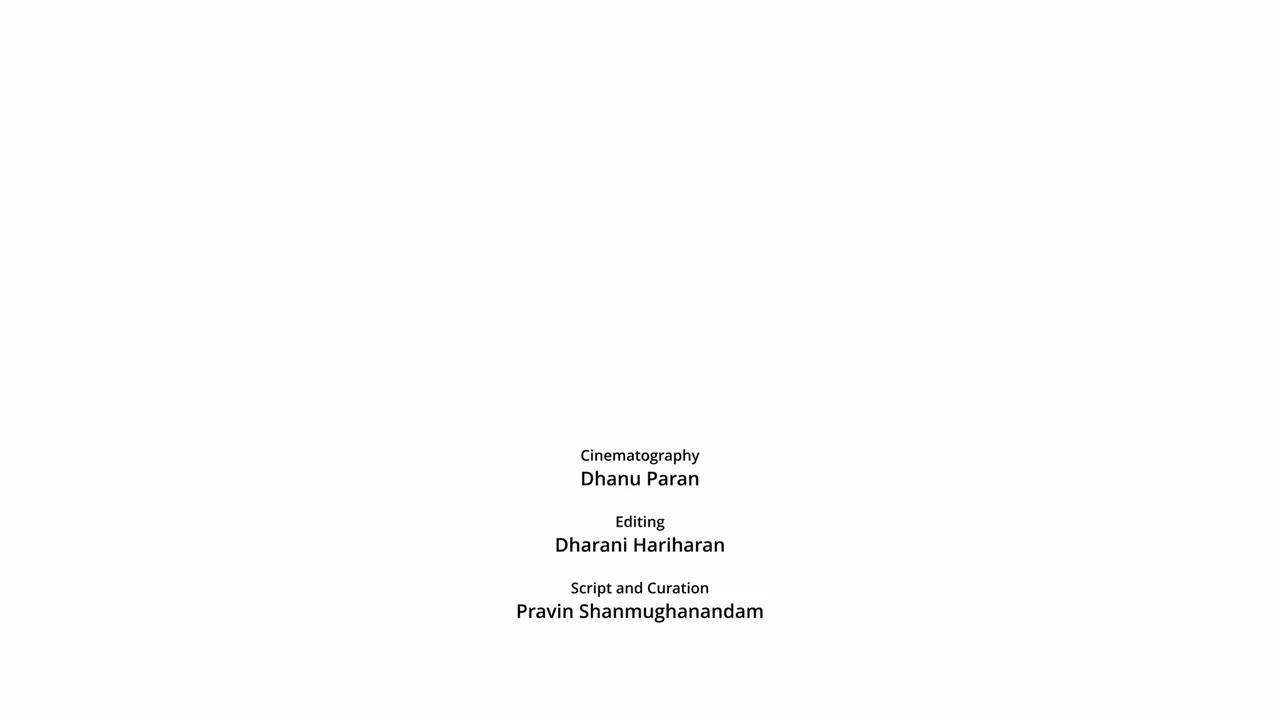 Cinematography
Dhanu Paran
Editing
Dharani Hariharan
Script and Curation
Pravin Shanmughanandam